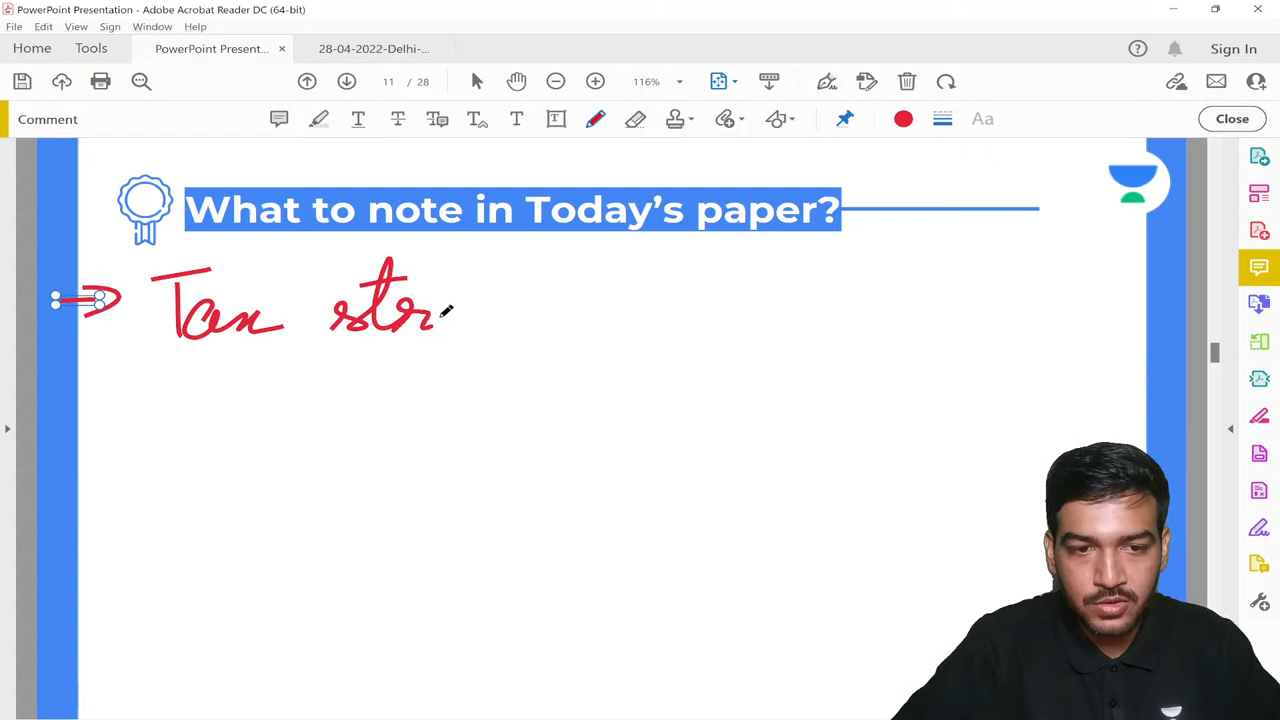 PowerPoint Presentation - Adobe Acrobat Reader DC (64-bit)
File Edit View Sign Window Help
Home Tools PowerPoint Present... × 28-04-2022-Delhi-... Sign In
11 / 28 116%
Comment Aa Close
What to note in Today's paper?
⇒ Tax str